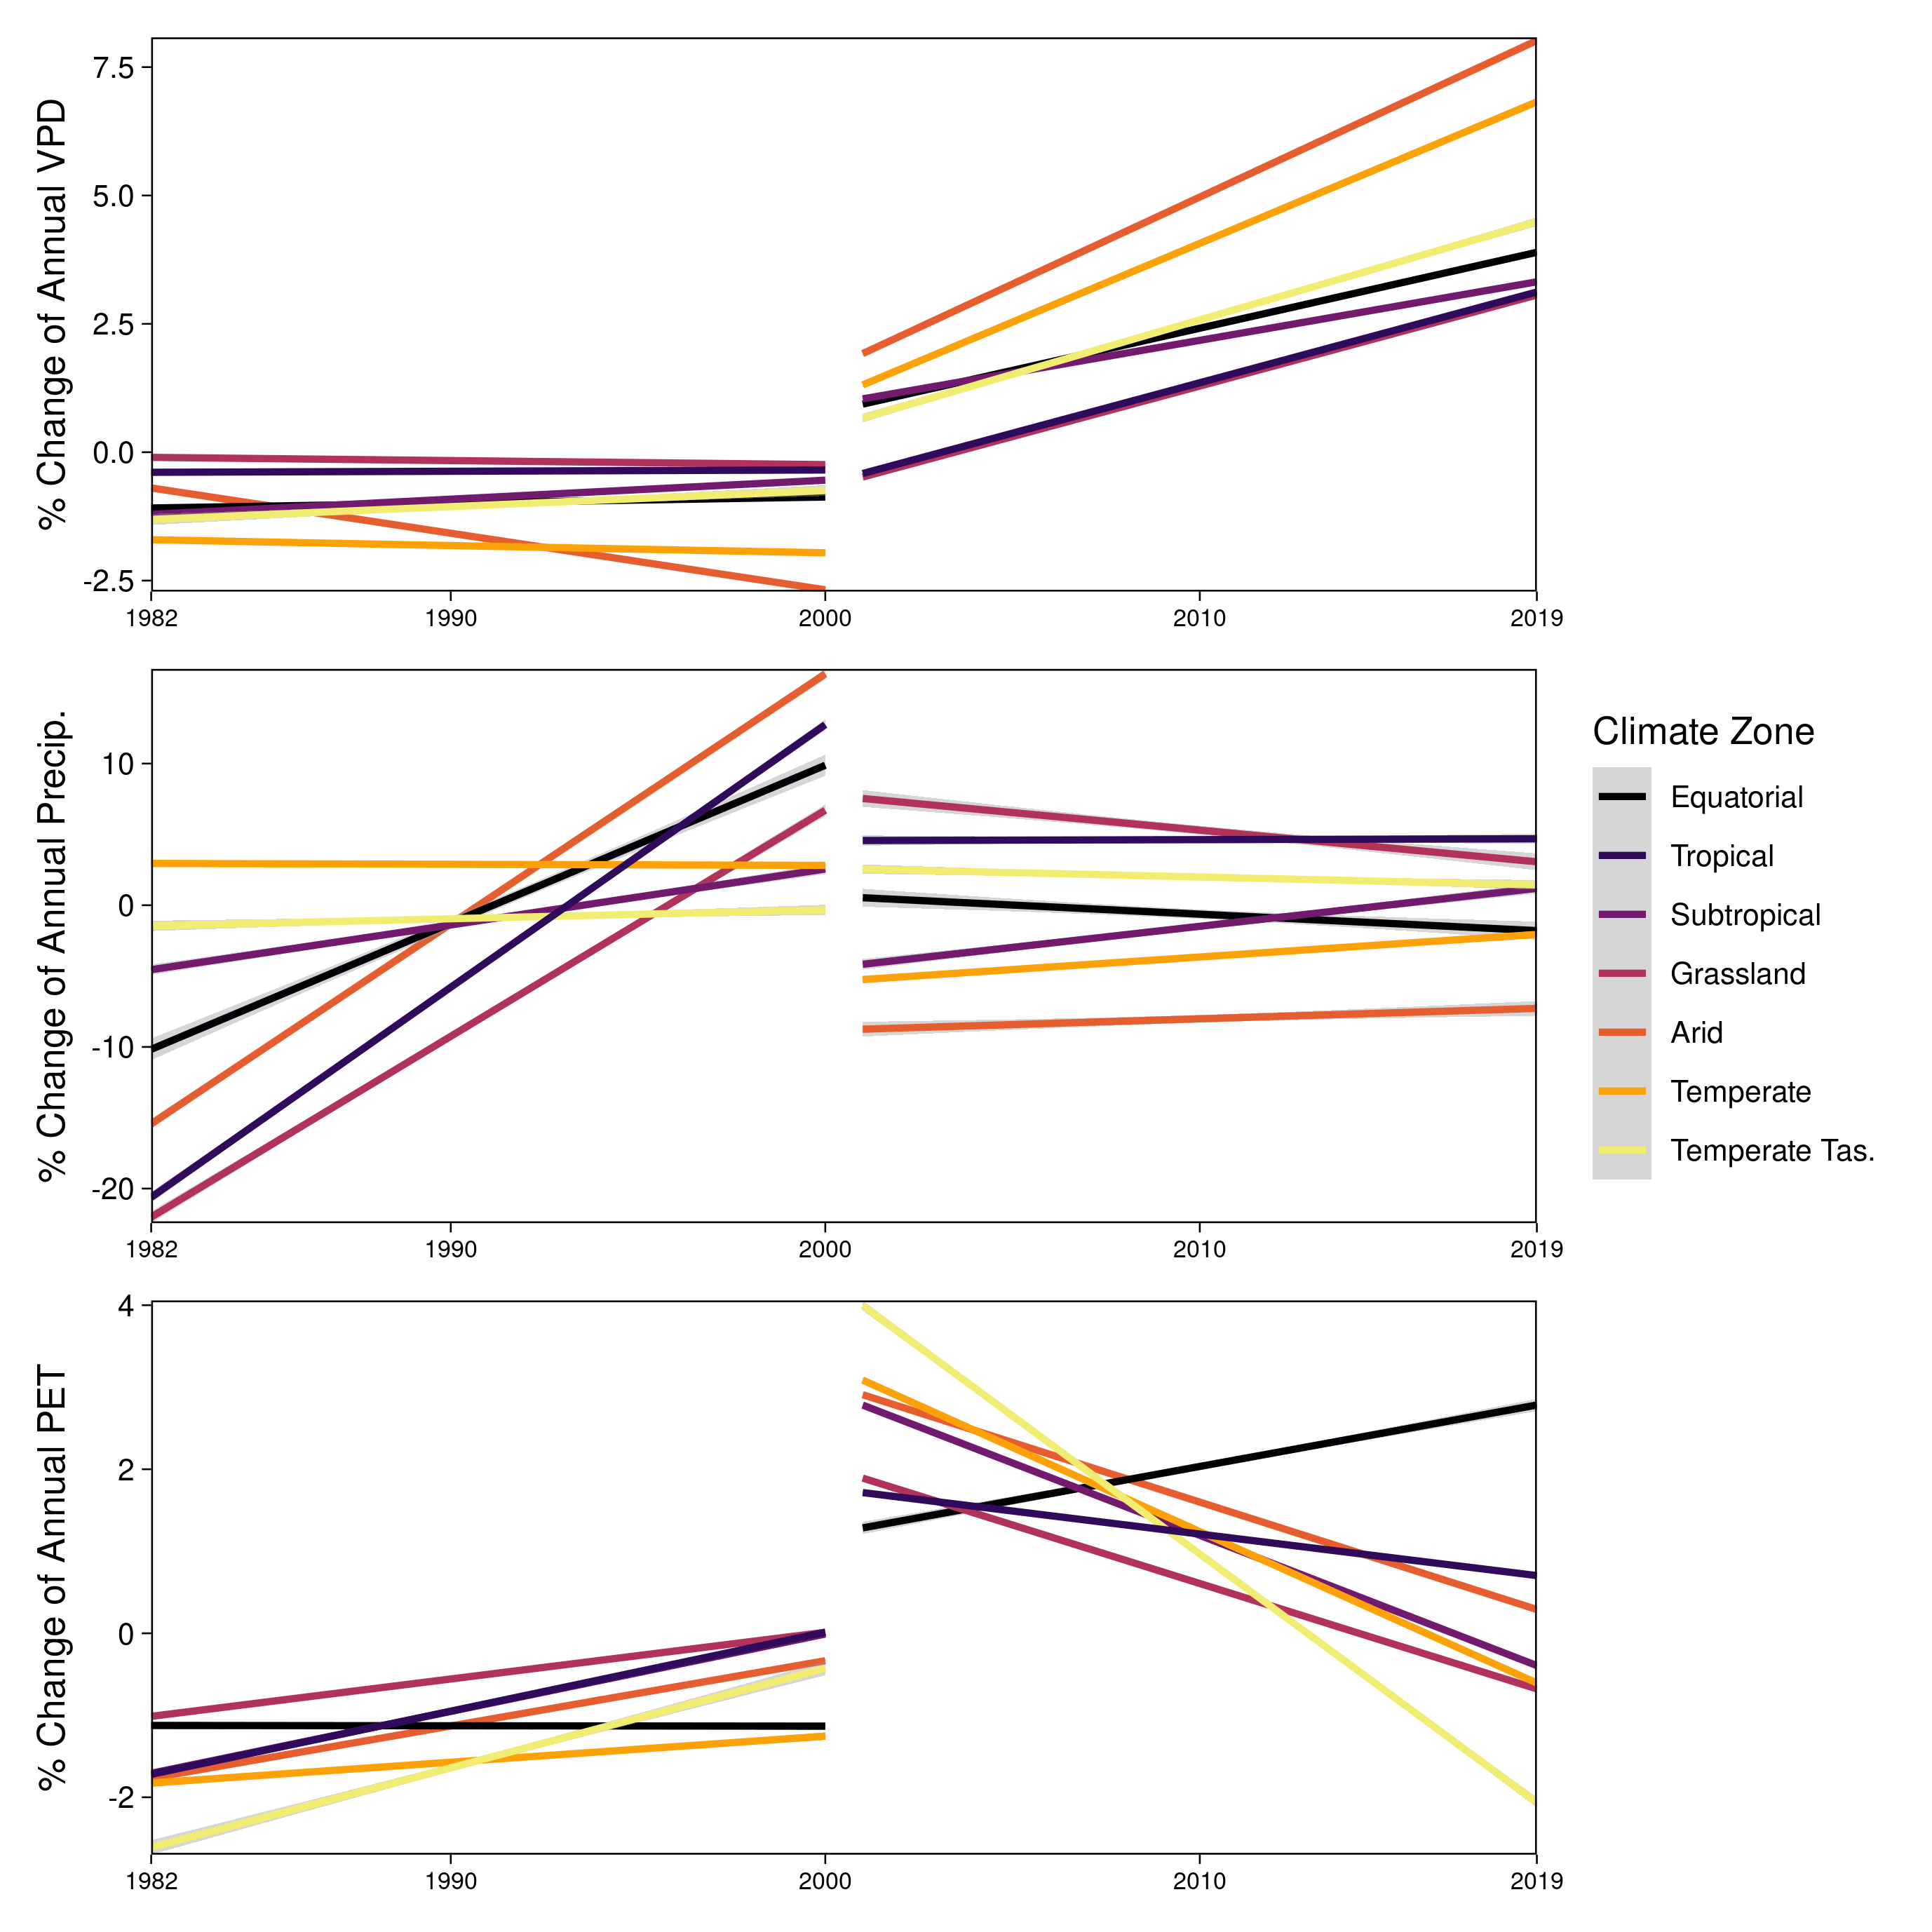 % Change of Annual VPD
7.5
5.0
2.5
0.0
-2.5
1982 1990 2000 2010 2019
% Change of Annual Precip.
10
0
-10
-20
1982 1990 2000 2010 2019
Climate Zone
Equatorial
Tropical
Subtropical
Grassland
Arid
Temperate
Temperate Tas.
% Change of Annual PET
4
2
0
-2
1982 1990 2000 2010 2019